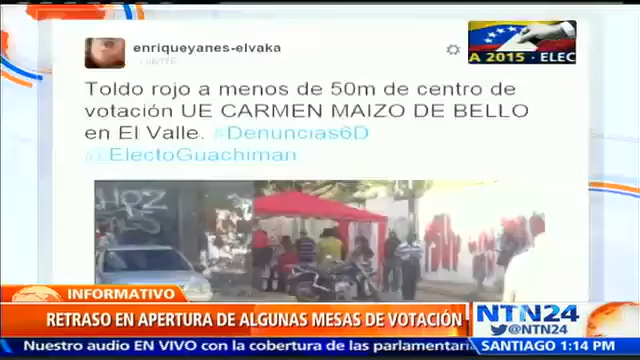 enriqueyanes-elvaka
A 2015 · ELEC
Toldo rojo a menos de 50m de centro de
votación UE CARMEN MAIZO DE BELLO
en El Valle. #Denuncias6D
@ElectoGuachiman
INFORMATIVO
RETRASO EN APERTURA DE ALGUNAS MESAS DE VOTACIÓN
NTN24
@NTN24
Nuestro audio EN VIVO con la cobertura de las parlamentari
SANTIAGO 1:14 PM